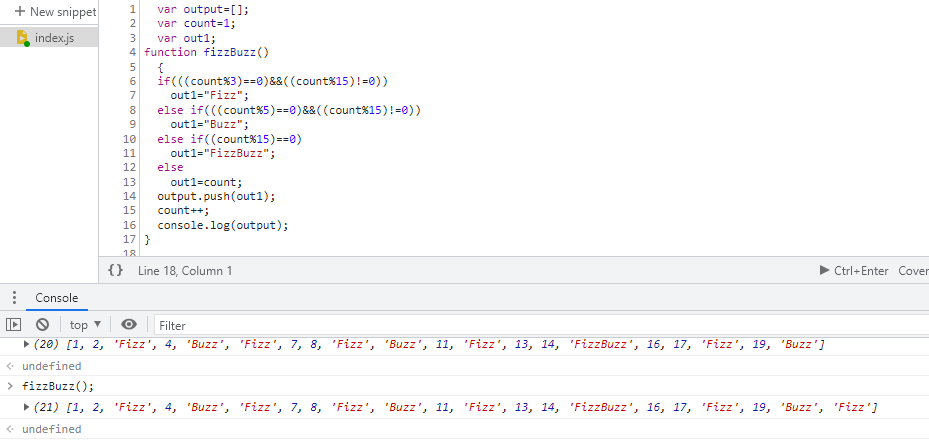 + New snippet
index.js
1 var output=[];
2 var count=1;
3 var out1;
4 function fizzBuzz()
5 {
6 if(((count%3)==0)&&((count%15)!=0))
7 out1="Fizz";
8 else if(((count%5)==0)&&((count%15)!=0))
9 out1="Buzz";
10 else if((count%15)==0)
11 out1="FizzBuzz";
12 else
13 out1=count;
14 output.push(out1);
15 count++;
16 console.log(output);
17 }
18
{} Line 18, Column 1 ▶ Ctrl+Enter Cover
Console
top ▼ Filter
▶ (20) [1, 2, 'Fizz', 4, 'Buzz', 'Fizz', 7, 8, 'Fizz', 'Buzz', 11, 'Fizz', 13, 14, 'FizzBuzz', 16, 17, 'Fizz', 19, 'Buzz']
undefined
> fizzBuzz();
▶ (21) [1, 2, 'Fizz', 4, 'Buzz', 'Fizz', 7, 8, 'Fizz', 'Buzz', 11, 'Fizz', 13, 14, 'FizzBuzz', 16, 17, 'Fizz', 19, 'Buzz', 'Fizz']
undefined